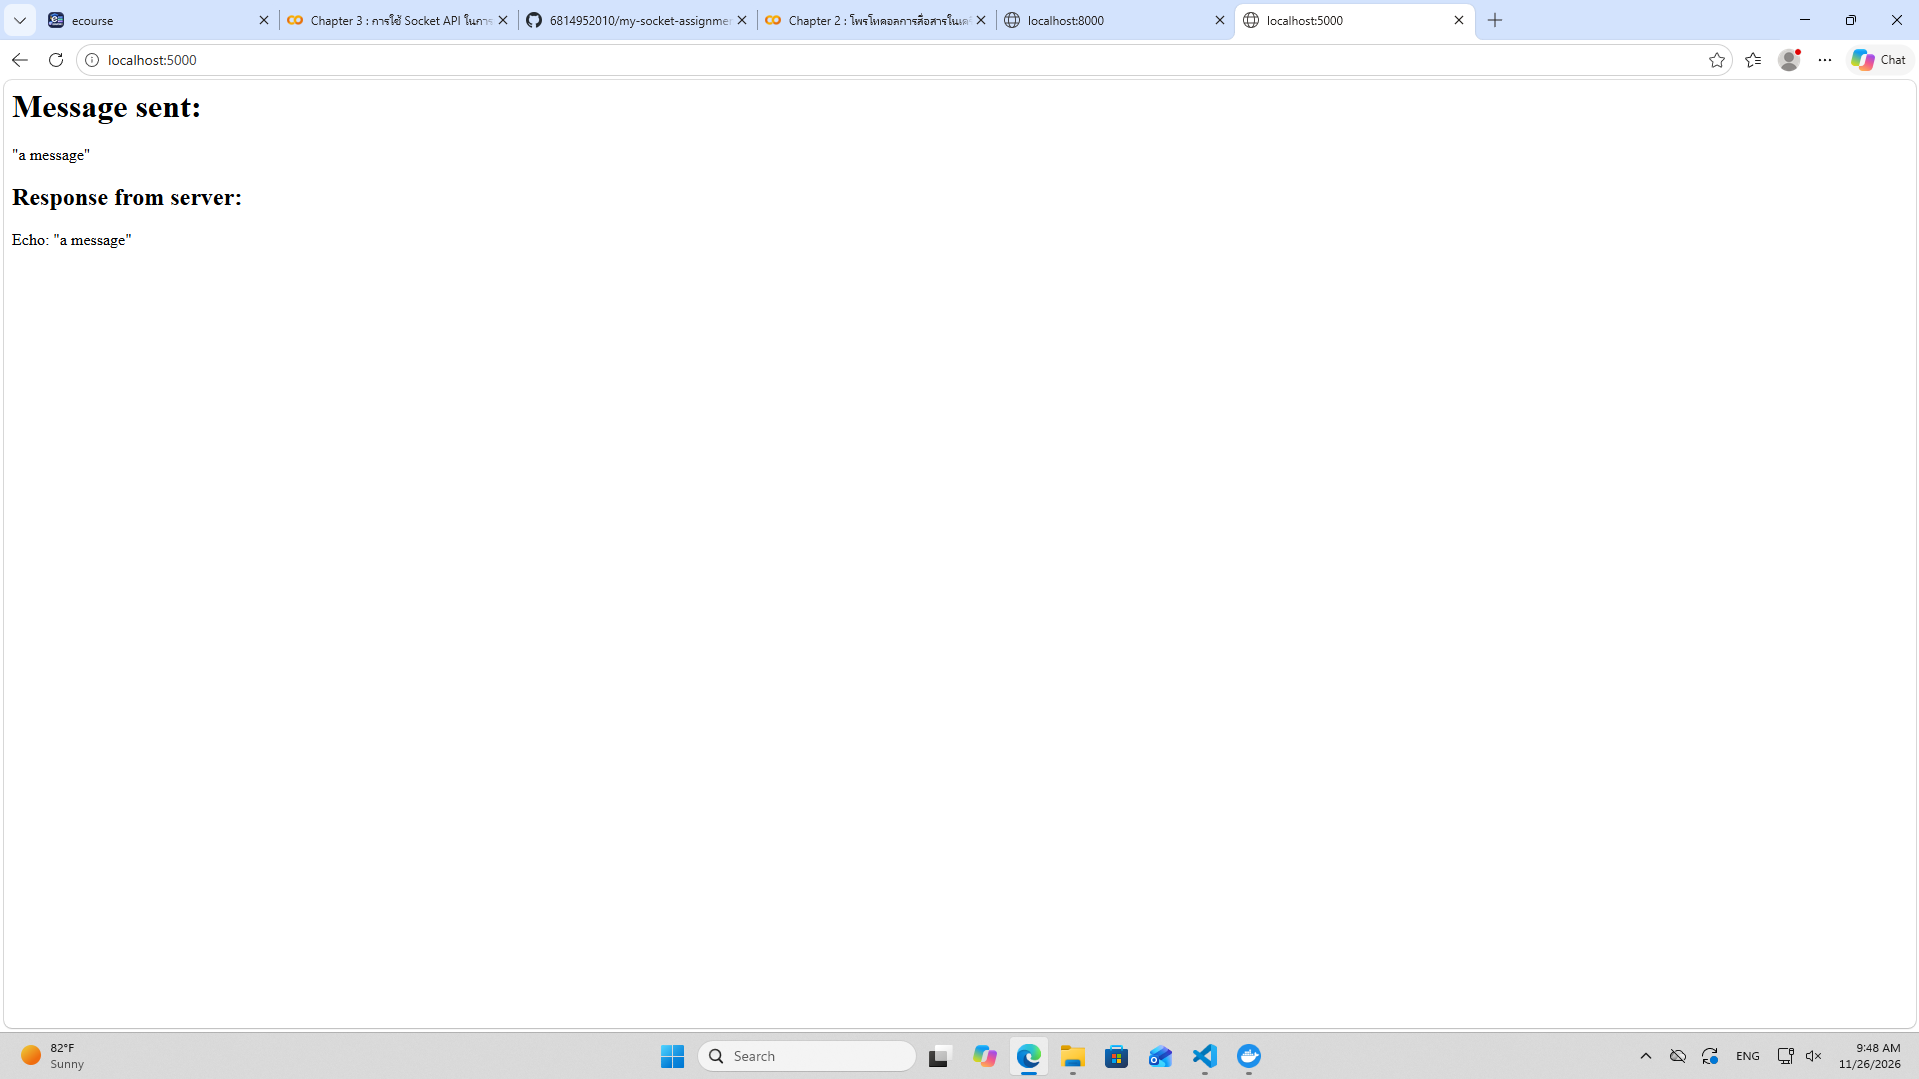 ecourse
Chapter 3 : การใช้ Socket API ในการ
6814952010/my-socket-assignmer
Chapter 2 : โพรโทคอลการสื่อสารในเค
localhost:8000
localhost:5000
localhost:5000
Chat
Message sent:
"a message"
Response from server:
Echo: "a message"
82°F
Sunny
Search
ENG
9:48 AM
11/26/2026